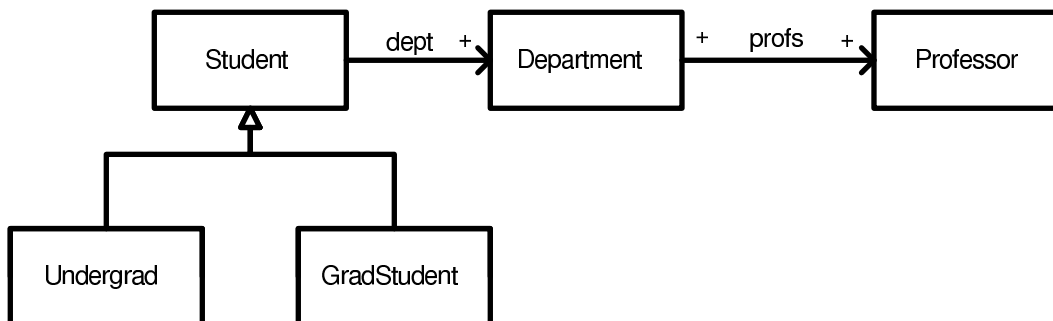 Student
dept +
Department
+ profs +
Professor
Undergrad
GradStudent